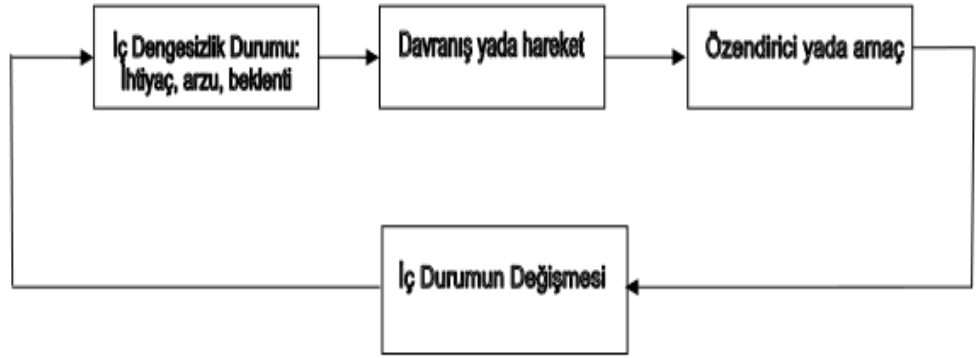 İç Dengesizlik Durumu:
İhtiyaç, arzu, beklenti
Davranış yada hareket
Özendirici yada amaç
İç Durumun Değişmesi